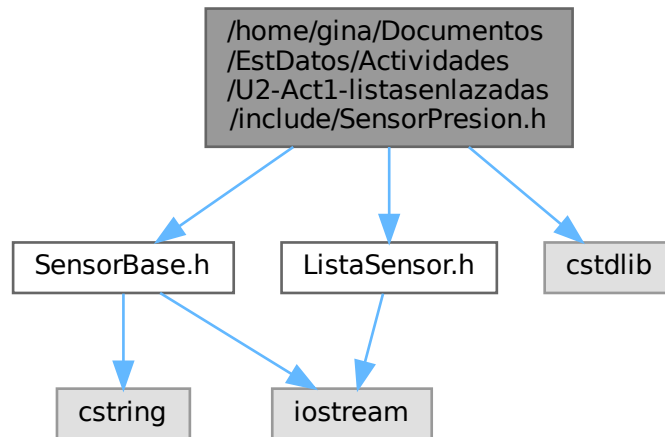 /home/gina/Documentos
/EstDatos/Actividades
/U2-Act1-listasenlazadas
/include/SensorPresion.h
SensorBase.h
ListaSensor.h
cstdlib
cstring
iostream